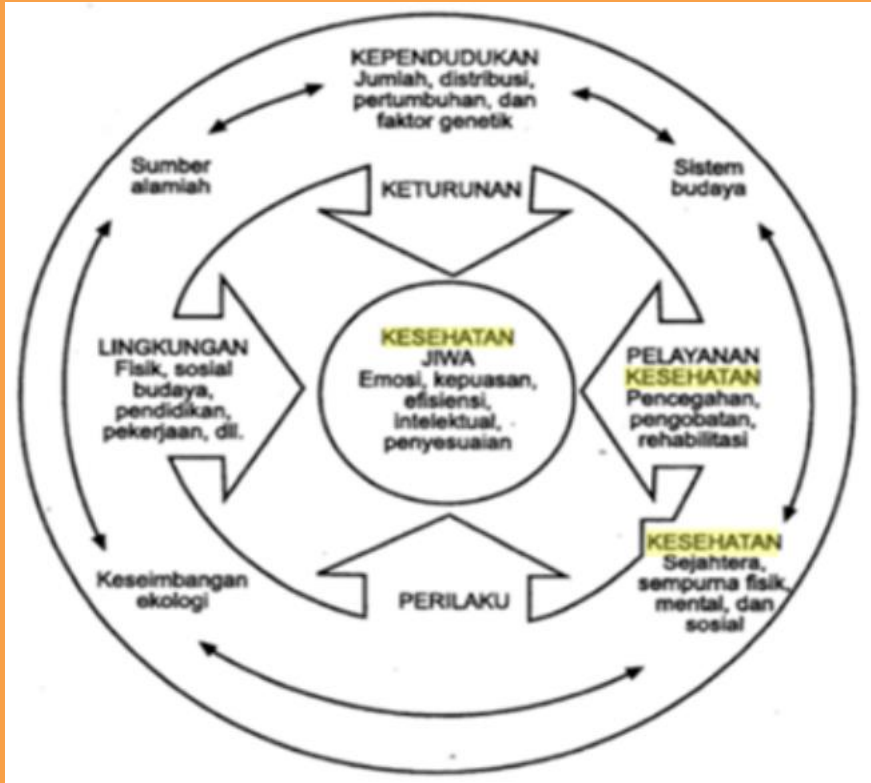 KEPENDUDUKAN
Jumlah, distribusi,
pertumbuhan, dan
faktor genetik
Sumber
alamiah
Sistem
budaya
KETURUNAN
LINGKUNGAN
Fisik, sosial
budaya,
pendidikan,
pekerjaan, dll.
KESEHATAN
JIWA
Emosi, kepuasan,
efisiensi,
intelektual,
penyesuaian
PELAYANAN
KESEHATAN
Pencegahan,
pengobatan,
rehabilitasi
Keseimbangan
ekologi
PERILAKU
KESEHATAN
Sejahtera,
sempurna fisik,
mental, dan
sosial